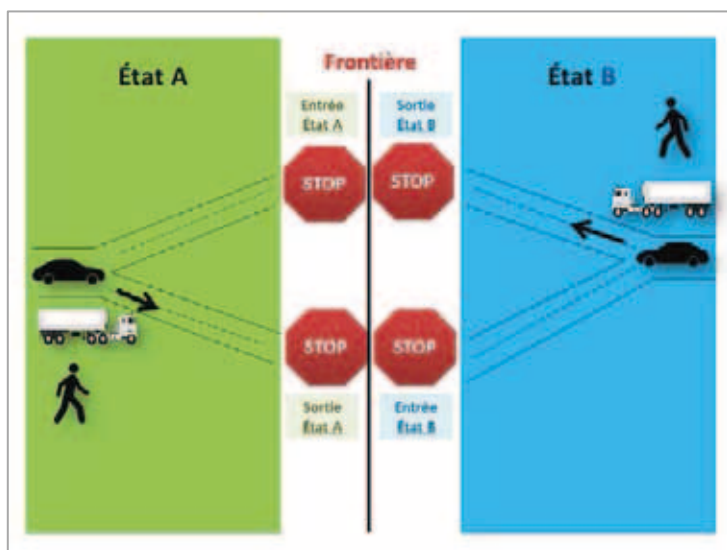 État A
Frontière
État B
Entrée
État A
Sortie
État B
STOP
STOP
STOP
STOP
Sortie
État A
Entrée
État B